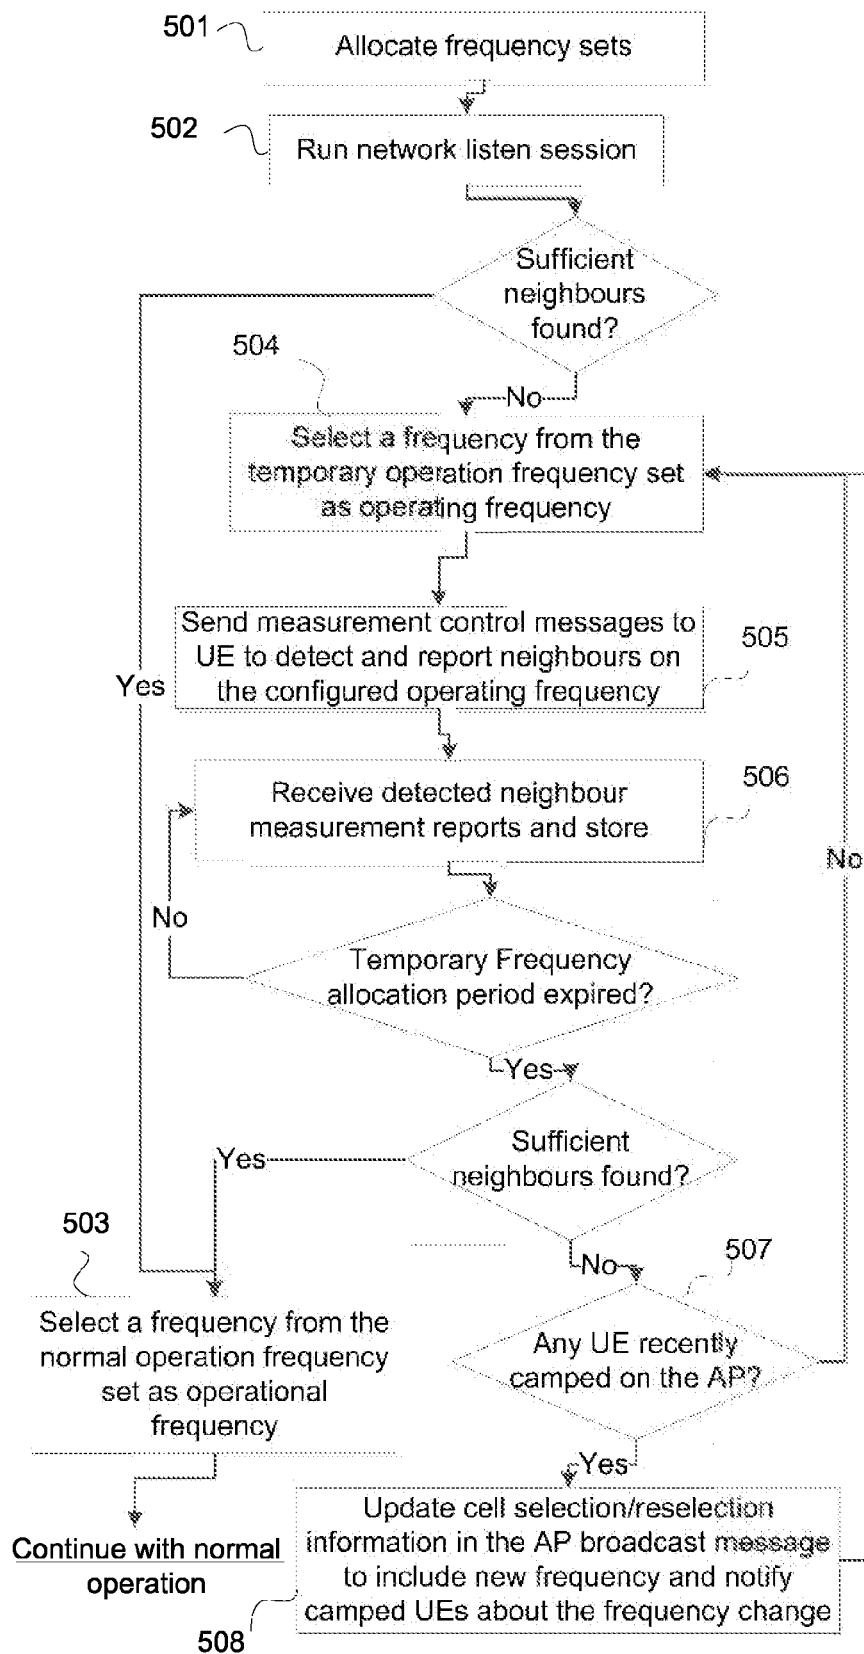 501
Allocate frequency sets
502
Run network listen session
Sufficient
neighbours
found?
504
No
Select a frequency from the
temporary operation frequency set
as operating frequency
Send measurement control messages to
UE to detect and report neighbours on
the configured operating frequency
505
Yes
506
Receive detected neighbour
measurement reports and store
No
No
Temporary Frequency
allocation period expired?
Yes
Sufficient
neighbours found?
Yes
503
507
No
Select a frequency from the
normal operation frequency
set as operational
frequency
Any UE recently
camped on the AP?
Yes
Continue with normal
operation
Update cell selection/reselection
information in the AP broadcast message
to include new frequency and notify
camped UEs about the frequency change
508